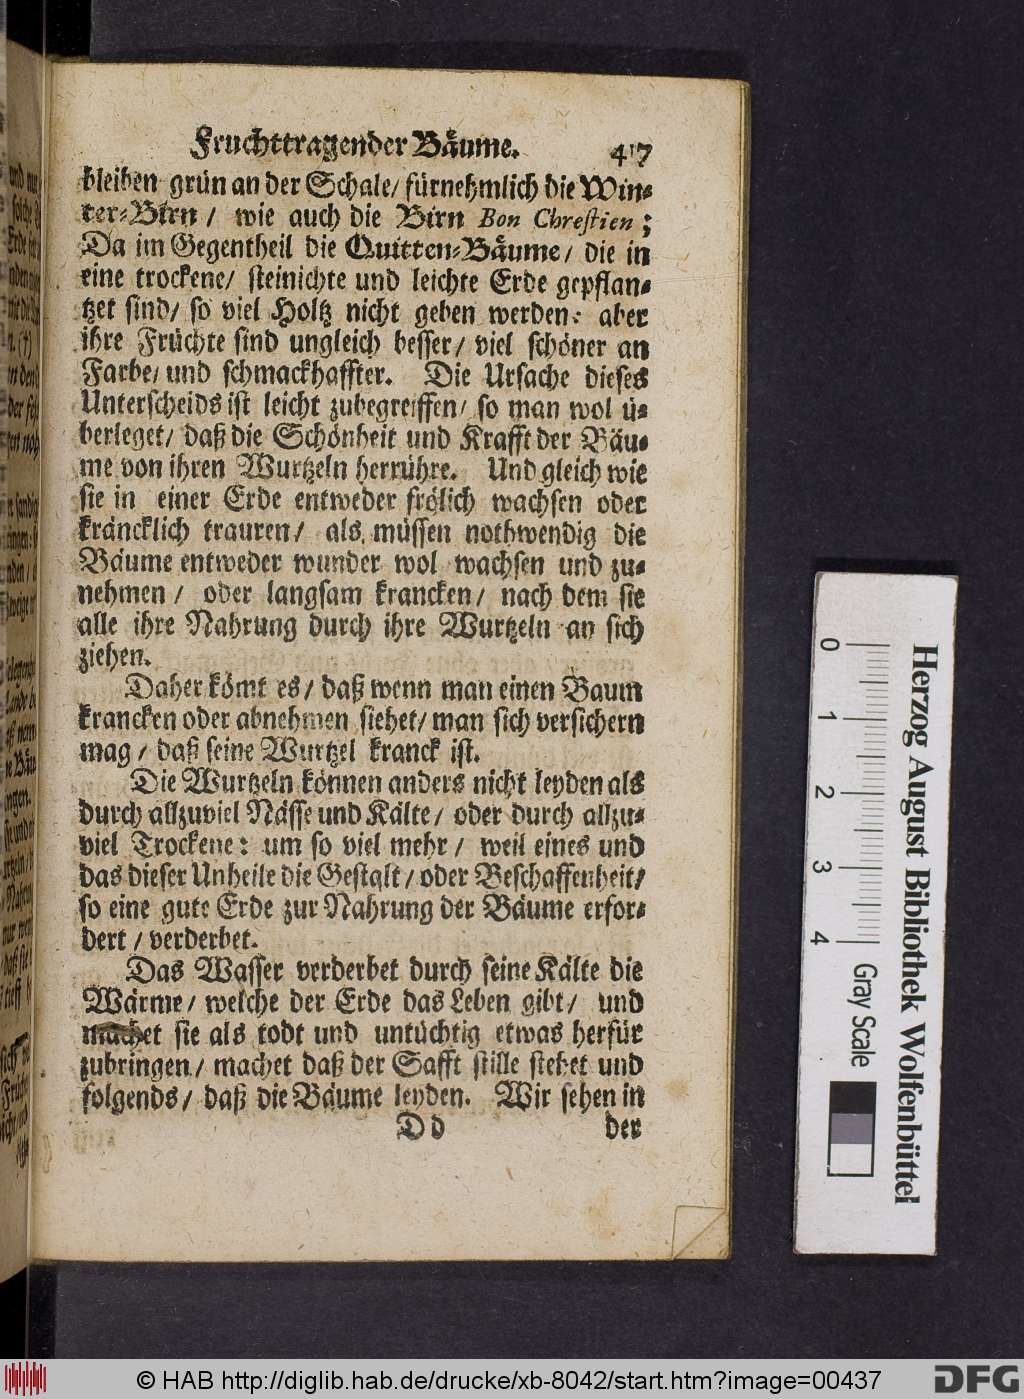 Fruchttragender Bäume. 417
bleiben grün an der Schale/ fürnehmlich die Win-
ter-Birn / wie auch die Birn Bon Chrestien;
Da im Gegentheil die Quitten-Bäume/ die in
eine trockene/ steinichte und leichte Erde gepflan-
tzet sind/ so viel Holtz nicht geben werden: aber
ihre Früchte sind ungleich besser/ viel schöner an
Farbe/ und schmackhaffter. Die Ursache dieses
Unterscheids ist leicht zubegreiffen/ so man wol ü-
berleget/ daß die Schönheit und Krafft der Bäu-
me von ihren Wurtzeln herrühre. Und gleich wie
sie in einer Erde entweder frölich wachsen oder
kräncklich trauren/ als müssen nothwendig die
Bäume entweder wunder wol wachsen und zu-
nehmen / oder langsam krancken/ nach dem sie
alle ihre Nahrung durch ihre Wurtzeln an sich
ziehen.
Daher kömt es/ daß wenn man einen Baum
krancken oder abnehmen siehet/ man sich versichern
mag / daß seine Wurtzel kranck ist.
Die Wurtzeln können anders nicht leyden als
durch allzuviel Nässe und Kälte/ oder durch allzu-
viel Trockene: um so viel mehr / weil eines und
das dieser Unheile die Gestalt/ oder Beschaffenheit/
so eine gute Erde zur Nahrung der Bäume erfor-
dert / verderbet.
Das Wasser verderbet durch seine Kälte die
Wärme/ welche der Erde das Leben gibt/ und
machet sie als todt und untüchtig etwas herfür
zubringen/ machet daß der Safft stille stehet und
folgends/ daß die Bäume leyden. Wir sehen in
Dd der
0 1 2 3 4 Gray Scale
Herzog August Bibliothek Wolfenbüttel
© HAB http://diglib.hab.de/drucke/xb-8042/start.htm?image=00437
DFG